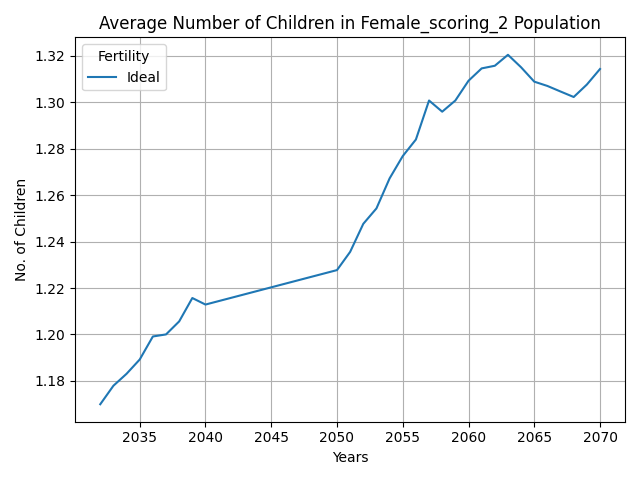 Average Number of Children in Female_scoring_2 Population
Fertility
Ideal
1.32
1.30
1.28
1.26
1.24
1.22
1.20
1.18
No. of Children
2035 2040 2045 2050 2055 2060 2065 2070
Years